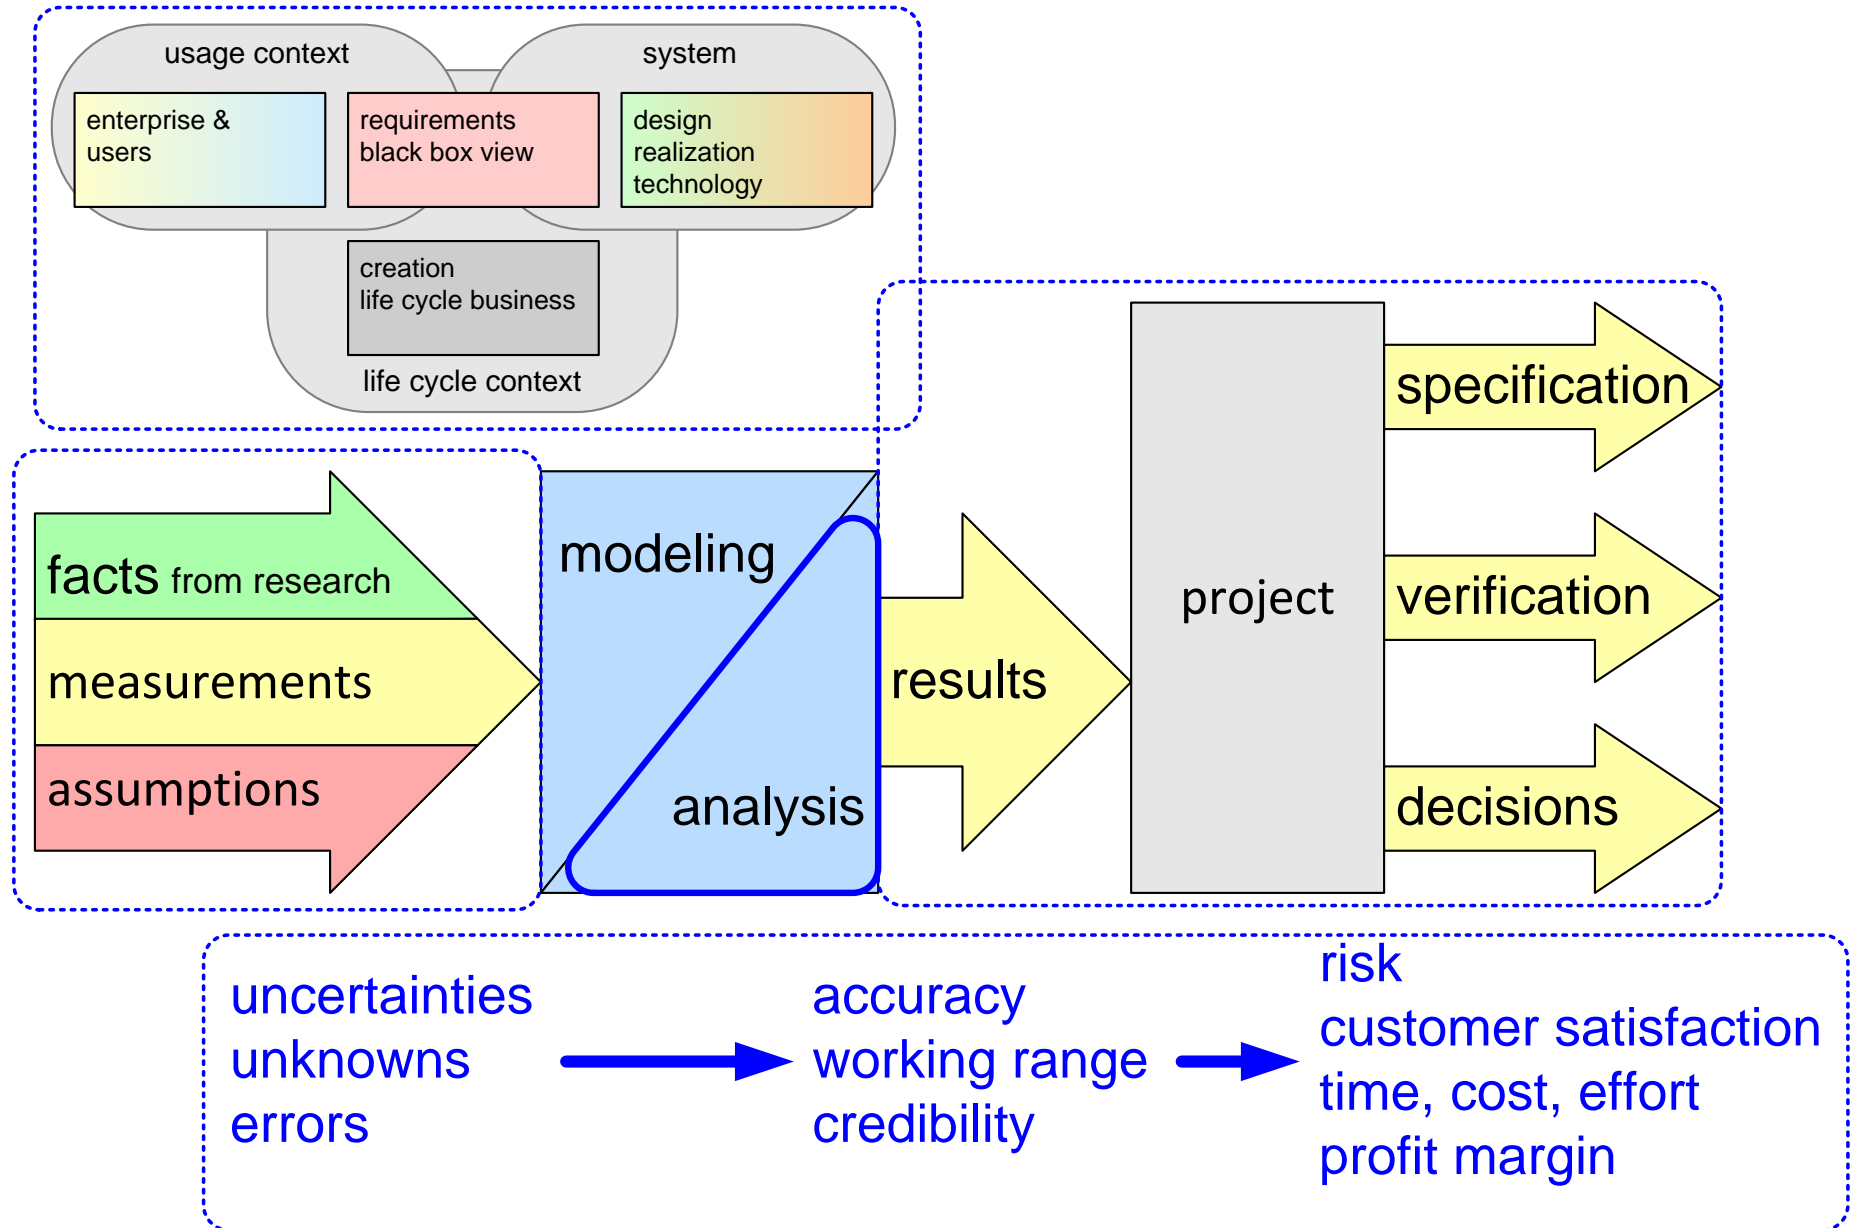 usage context
system
enterprise &
users
requirements
black box view
design
realization
technology
creation
life cycle business
life cycle context
facts from research
measurements
assumptions
modeling
analysis
results
project
specification
verification
decisions
uncertainties
unknowns
errors
accuracy
working range
credibility
risk
customer satisfaction
time, cost, effort
profit margin